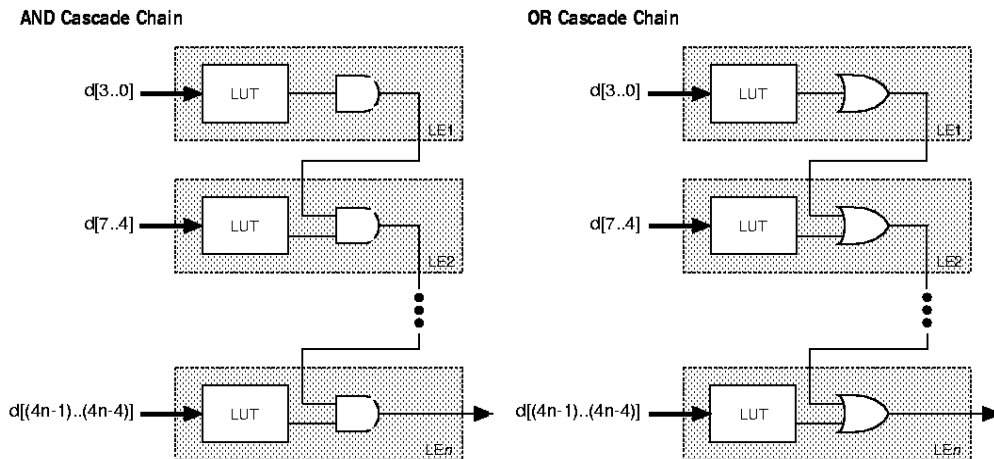 AND Cascade Chain
d[3..0]
LUT
LE1
d[7..4]
LUT
LE2
d[(4n-1)..(4n-4)]
LUT
LEn
OR Cascade Chain
d[3..0]
LUT
LE1
d[7..4]
LUT
LE2
d[(4n-1)..(4n-4)]
LUT
LEn